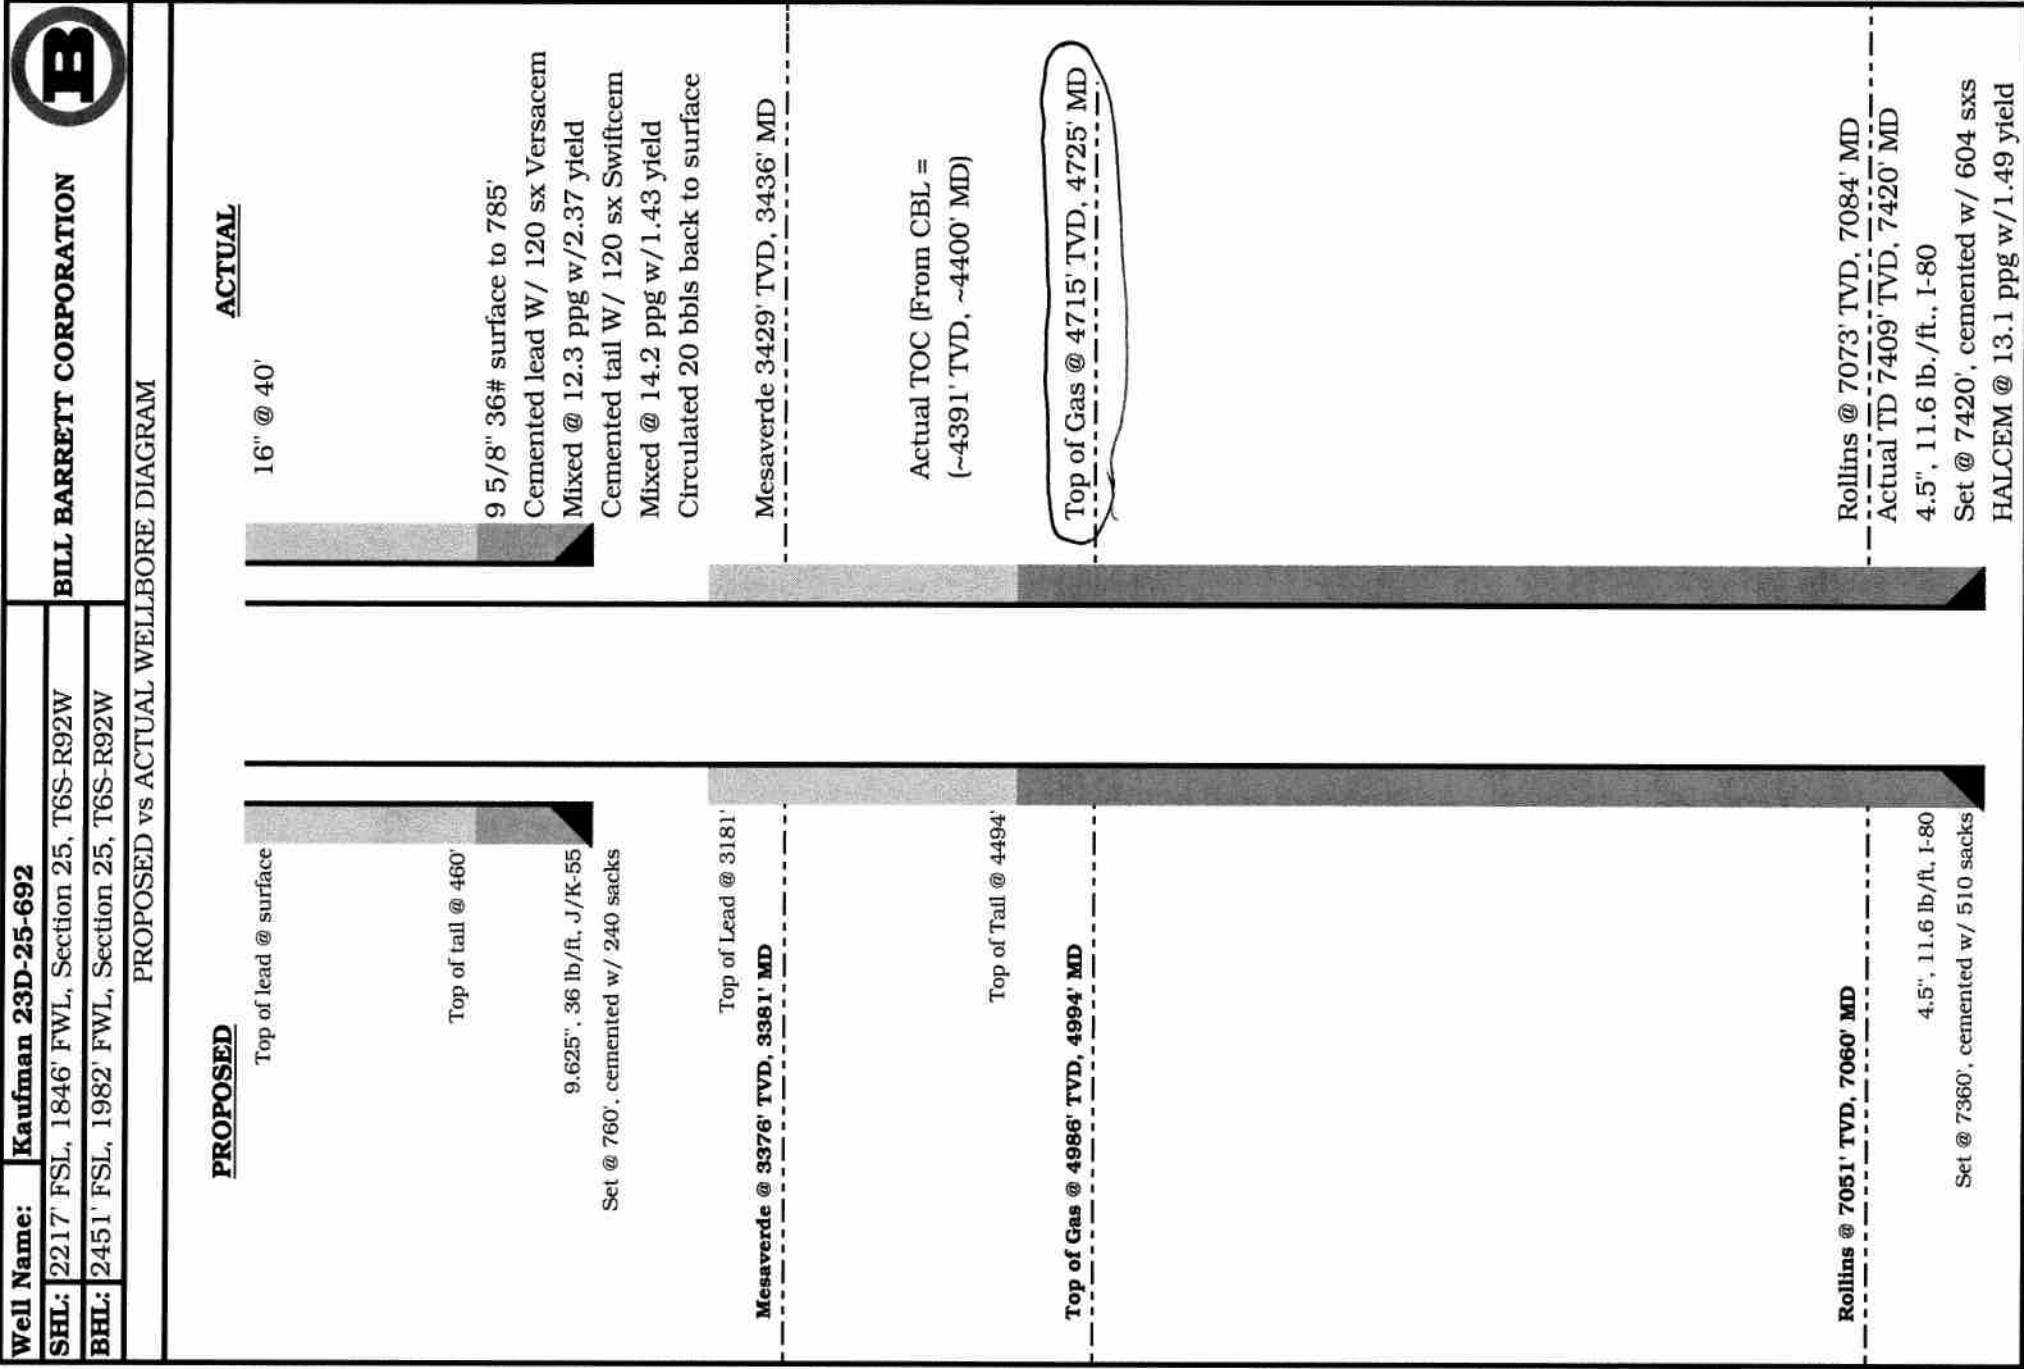 Well Name: Kaufman 23D-25-692
BILL BARRETT CORPORATION
B
SHL: 2217' FSL, 1846' FWL, Section 25, T6S-R92W
BHL: 2451' FSL, 1982' FWL, Section 25, T6S-R92W
PROPOSED vs ACTUAL WELLBORE DIAGRAM
PROPOSED
Top of lead @ surface
Top of tail @ 460'
9.625", 36 lb/ft, J/K-55
Set @ 760', cemented w/ 240 sacks
Top of Lead @ 3181'
Mesaverde @ 3376' TVD, 3381' MD
Top of Tail @ 4494'
Top of Gas @ 4986' TVD, 4994' MD
Rollins @ 7051' TVD, 7060' MD
4.5", 11.6 lb/ft, I-80
Set @ 7360', cemented w/ 510 sacks
ACTUAL
16" @ 40'
9 5/8" 36# surface to 785'
Cemented lead W/ 120 sx Versacem
Mixed @ 12.3 ppg w/2.37 yield
Cemented tail W/ 120 sx Swiftcem
Mixed @ 14.2 ppg w/1.43 yield
Circulated 20 bbls back to surface
Mesaverde 3429' TVD, 3436' MD
Actual TOC (From CBL =
(~4391' TVD, ~4400' MD)
Top of Gas @ 4715' TVD, 4725' MD
Rollins @ 7073' TVD, 7084' MD
Actual TD 7409' TVD, 7420' MD
4.5", 11.6 lb./ft., I-80
Set @ 7420', cemented w/ 604 sxs
HALCEM @ 13.1 ppg w/1.49 yield